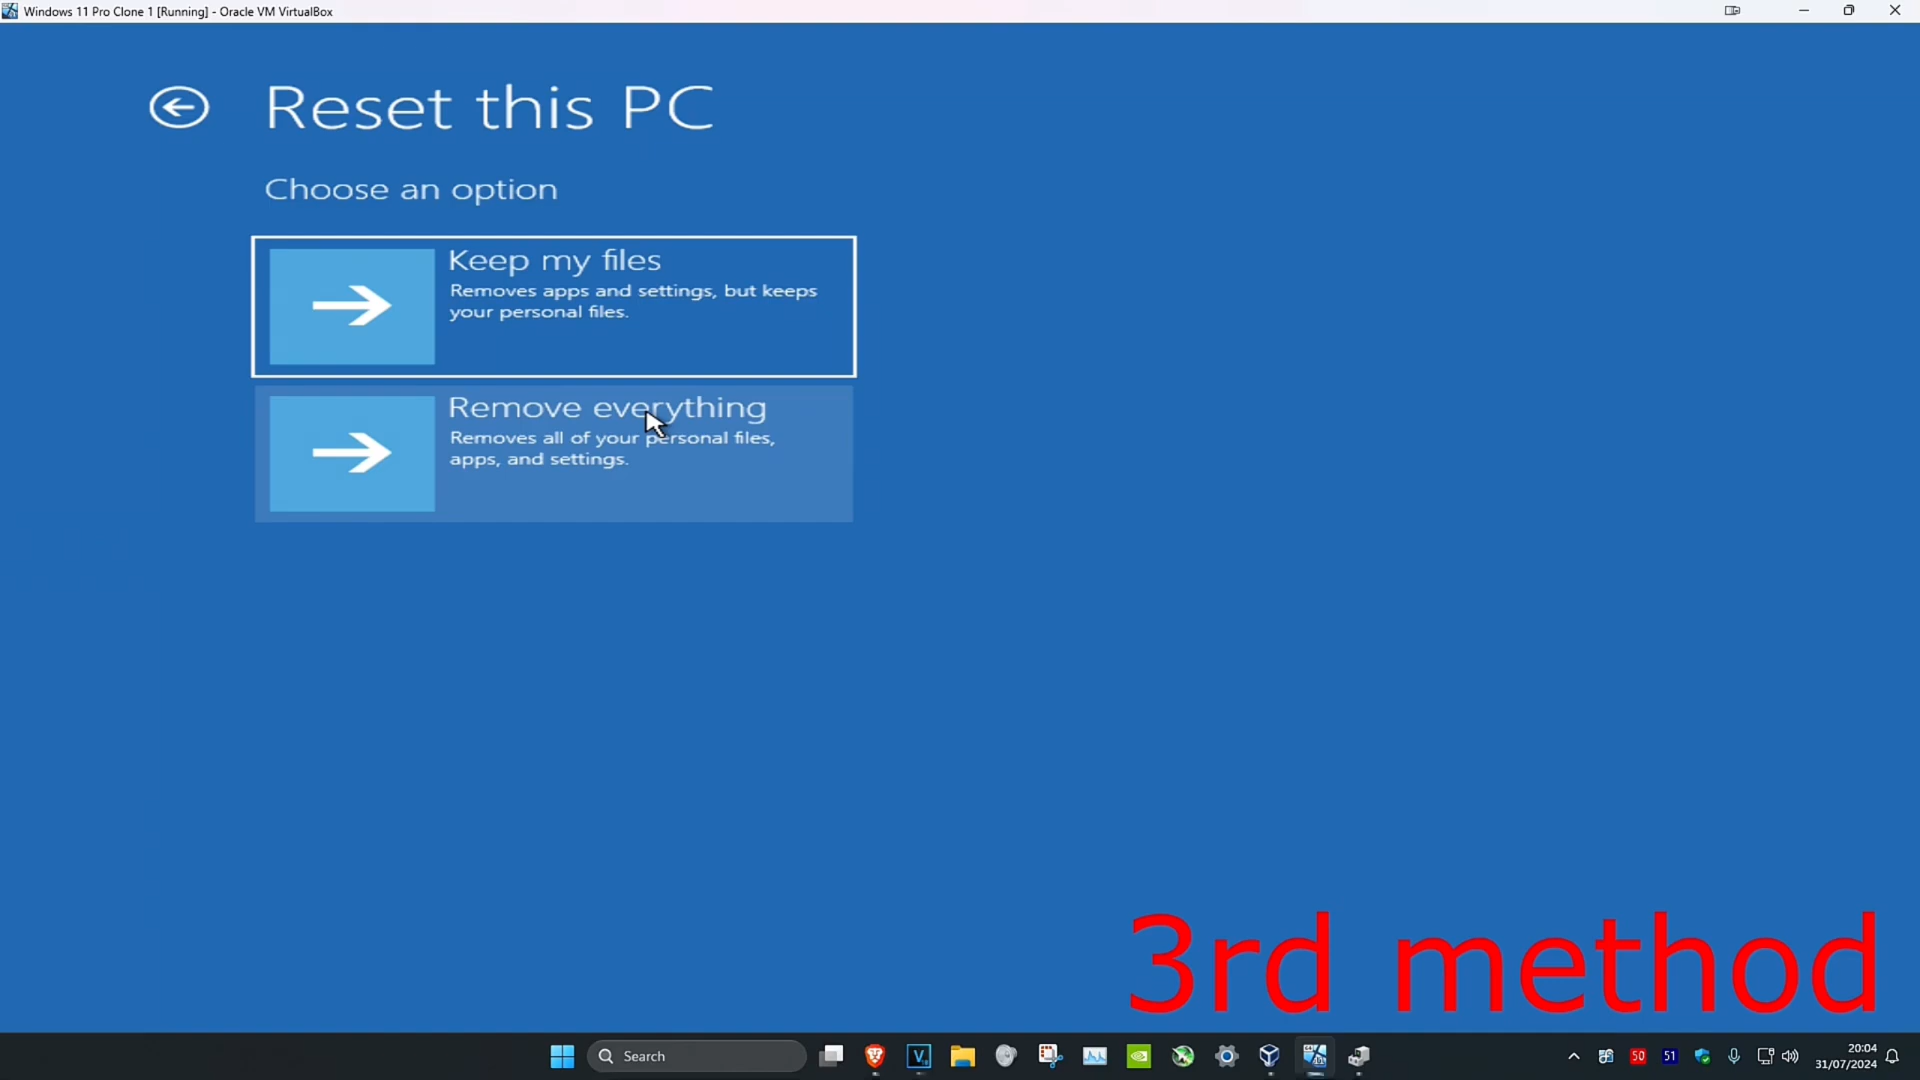 Windows 11 Pro Clone 1 [Running] - Oracle VM VirtualBox
Reset this PC
Choose an option
Keep my files
Removes apps and settings, but keeps
your personal files.
Remove everything
Removes all of your personal files,
apps, and settings.
3rd method
Search
50
51
20:04
31/07/2024